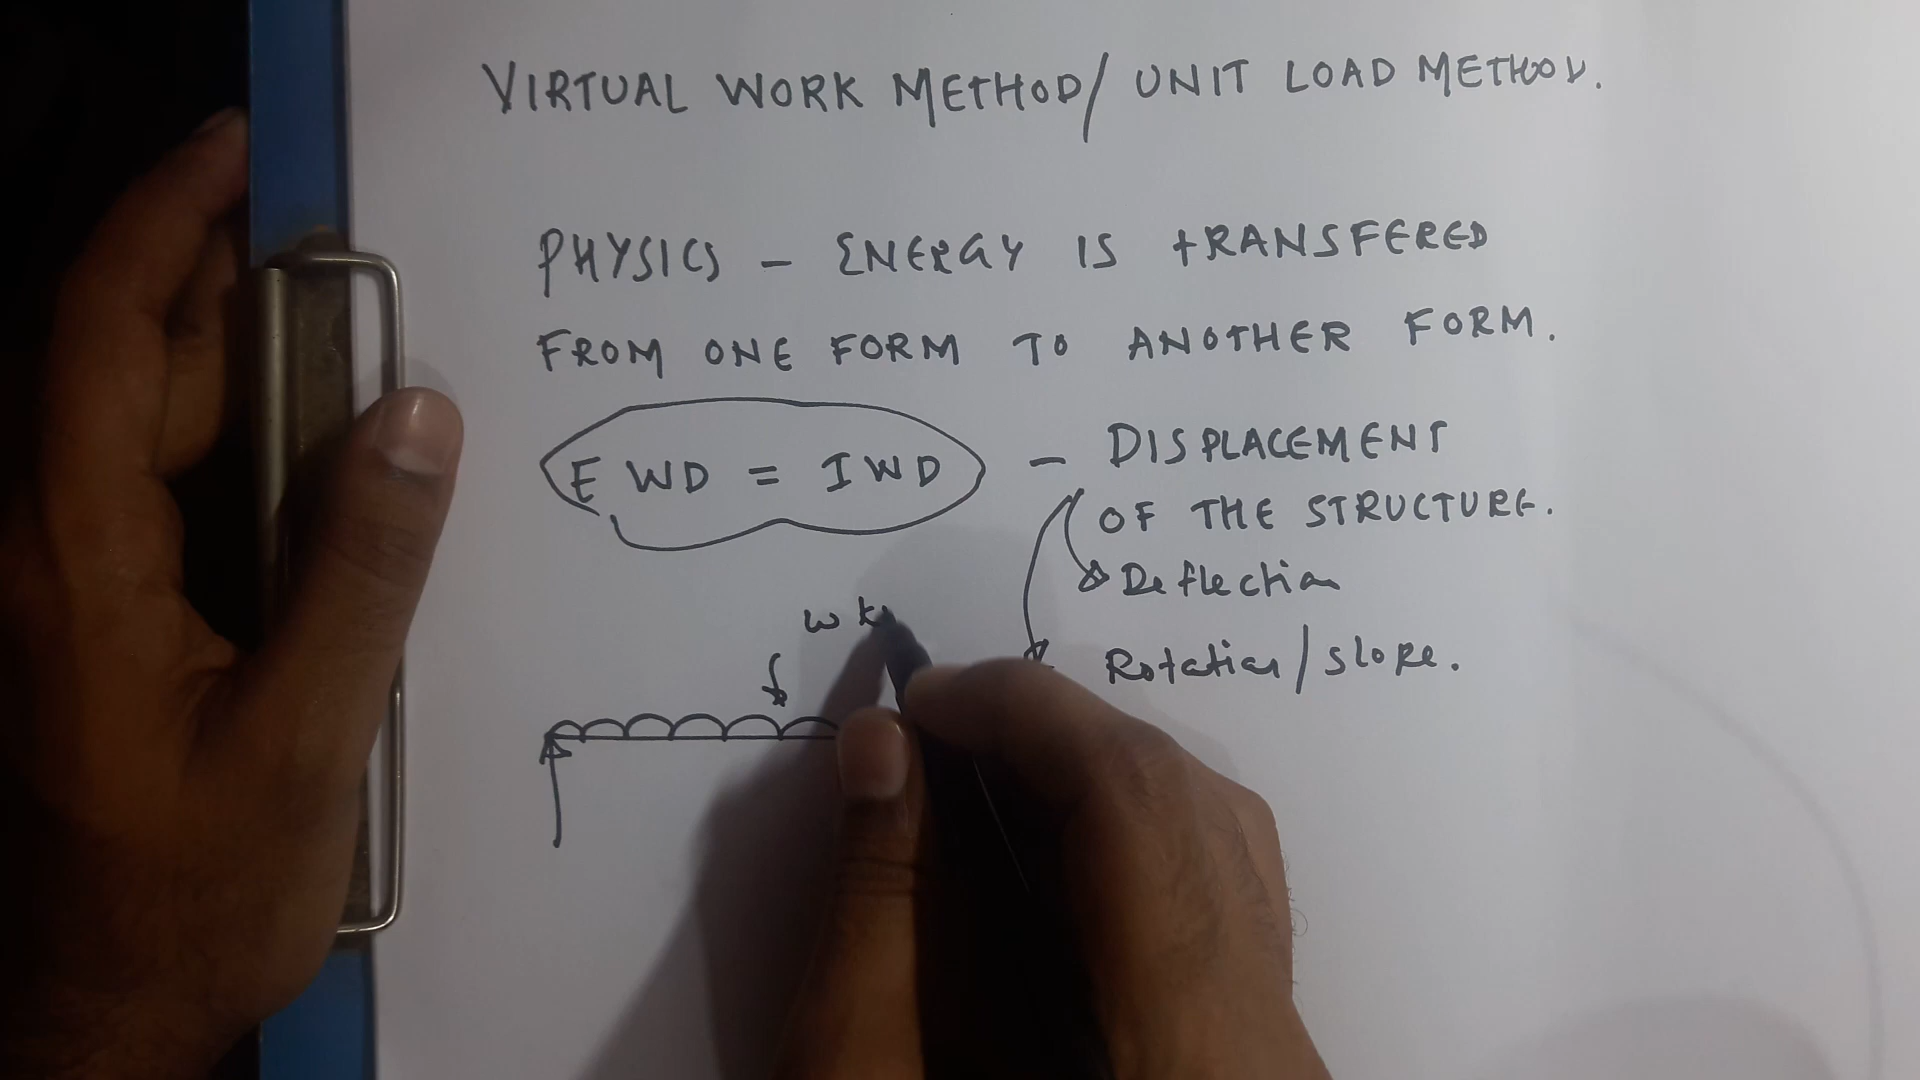 VIRTUAL WORK METHOD/ UNIT LOAD METHOD.
PHYSICS - ENERGY IS tRANSFERED
FROM ONE FORM TO ANOTHER FORM.
E WD = IWD - DISPLACEMENT
OF THE STRUCTURE.
Deflection
Rotation/slope.
w k